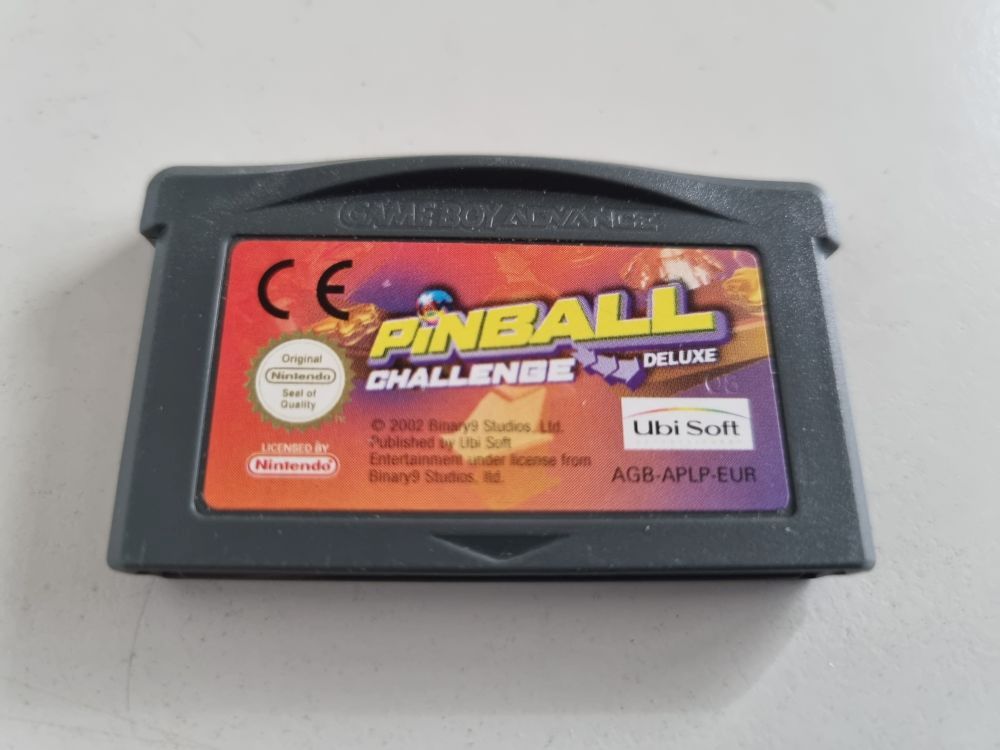 GAME BOY ADVANCE
CE
PiNBALL
CHALLENGE
DELUXE
Original
Nintendo
Seal of
Quality
TM
LICENSED BY
Nintendo
© 2002 Binary9 Studios. Ltd.
Published by Ubi Soft
Entertainment under license from
Binary9 Studios. ltd.
Ubi Soft
AGB-APLP-EUR